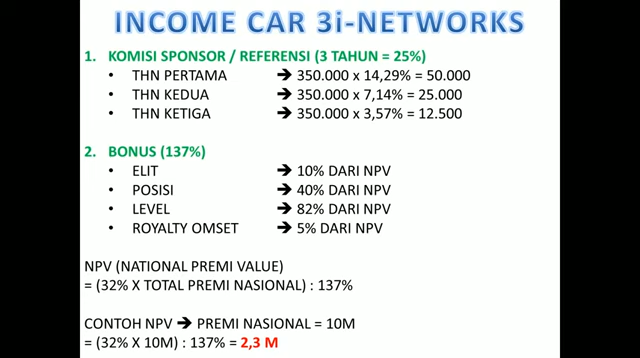 INCOME CAR 3i-NETWORKS
1. KOMISI SPONSOR / REFERENSI (3 TAHUN = 25%)
• THN PERTAMA ➔ 350.000 x 14,29% = 50.000
• THN KEDUA ➔ 350.000 x 7,14% = 25.000
• THN KETIGA ➔ 350.000 x 3,57% = 12.500
2. BONUS (137%)
• ELIT ➔ 10% DARI NPV
• POSISI ➔ 40% DARI NPV
• LEVEL ➔ 82% DARI NPV
• ROYALTY OMSET ➔ 5% DARI NPV
NPV (NATIONAL PREMI VALUE)
= (32% X TOTAL PREMI NASIONAL) : 137%
CONTOH NPV ➔ PREMI NASIONAL = 10M
= (32% X 10M) : 137% = 2,3 M